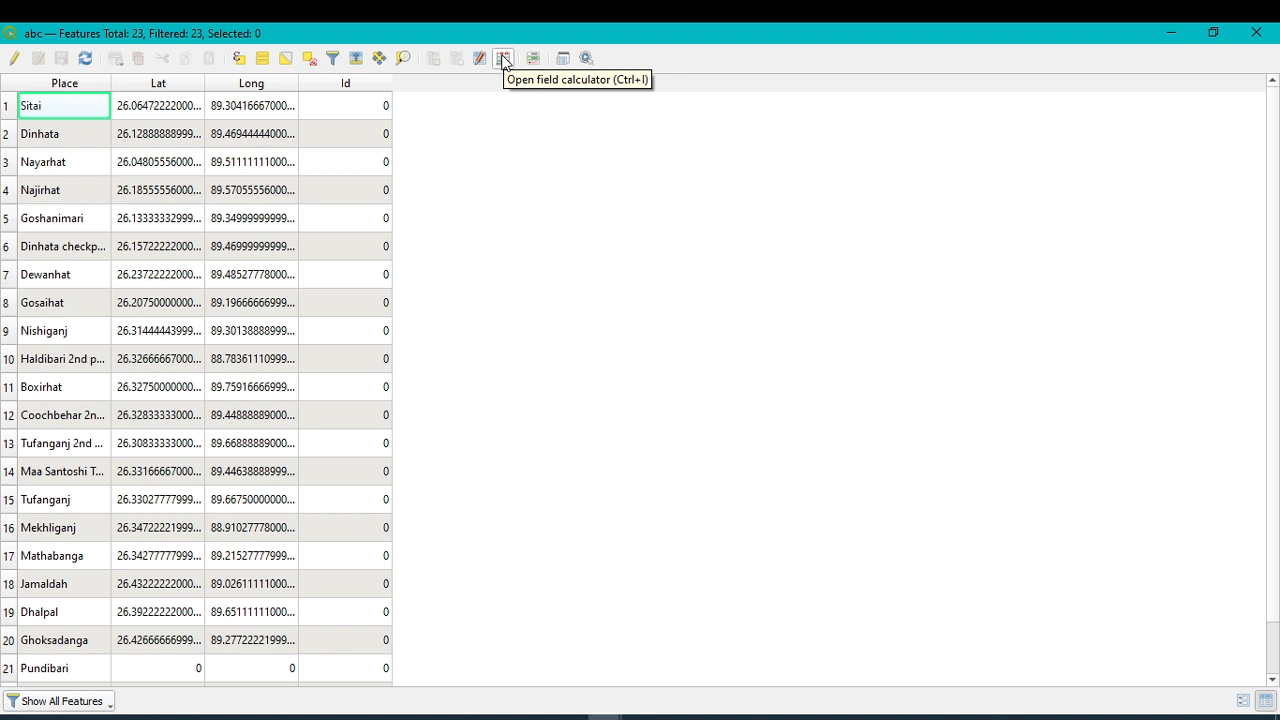 abc — Features Total: 23, Filtered: 23, Selected: 0
Open field calculator (Ctrl+I)
Place Lat Long Id
1 Sitai 26.06472222000... 89.30416667000... 0
2 Dinhata 26.12888888999... 89.46944444000... 0
3 Nayarhat 26.04805556000... 89.51111111000... 0
4 Najirhat 26.18555556000... 89.57055556000... 0
5 Goshanimari 26.13333332999... 89.34999999999... 0
6 Dinhata checkp... 26.15722222000... 89.46999999999... 0
7 Dewanhat 26.23722222000... 89.48527778000... 0
8 Gosaihat 26.20750000000... 89.19666666999... 0
9 Nishiganj 26.31444443999... 89.30138888999... 0
10 Haldibari 2nd p... 26.32666667000... 88.78361110999... 0
11 Boxirhat 26.32750000000... 89.75916666999... 0
12 Coochbehar 2n... 26.32833333000... 89.44888889000... 0
13 Tufanganj 2nd ... 26.30833333000... 89.66888889000... 0
14 Maa Santoshi T... 26.33166667000... 89.44638888999... 0
15 Tufanganj 26.33027777999... 89.66750000000... 0
16 Mekhliganj 26.34722221999... 88.91027778000... 0
17 Mathabanga 26.34277777999... 89.21527777999... 0
18 Jamaldah 26.43222222000... 89.02611111000... 0
19 Dhalpal 26.39222222000... 89.65111111000... 0
20 Ghoksadanga 26.42666666999... 89.27722221999... 0
21 Pundibari 0 0 0
Show All Features